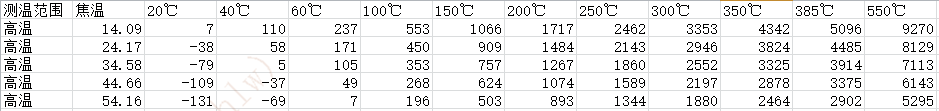 测温范围 焦温 20℃ 40℃ 60℃ 100℃ 150℃ 200℃ 250℃ 300℃ 350℃ 385℃ 550℃
高温 14.09 7 110 237 553 1066 1717 2462 3353 4342 5096 9270
高温 24.17 -38 58 171 450 909 1484 2143 2946 3824 4485 8129
高温 34.58 -79 5 105 353 757 1267 1860 2552 3325 3914 7113
高温 44.66 -109 -37 49 268 624 1074 1589 2197 2878 3375 6143
高温 54.16 -131 -69 7 196 503 893 1344 1880 2464 2902 5295